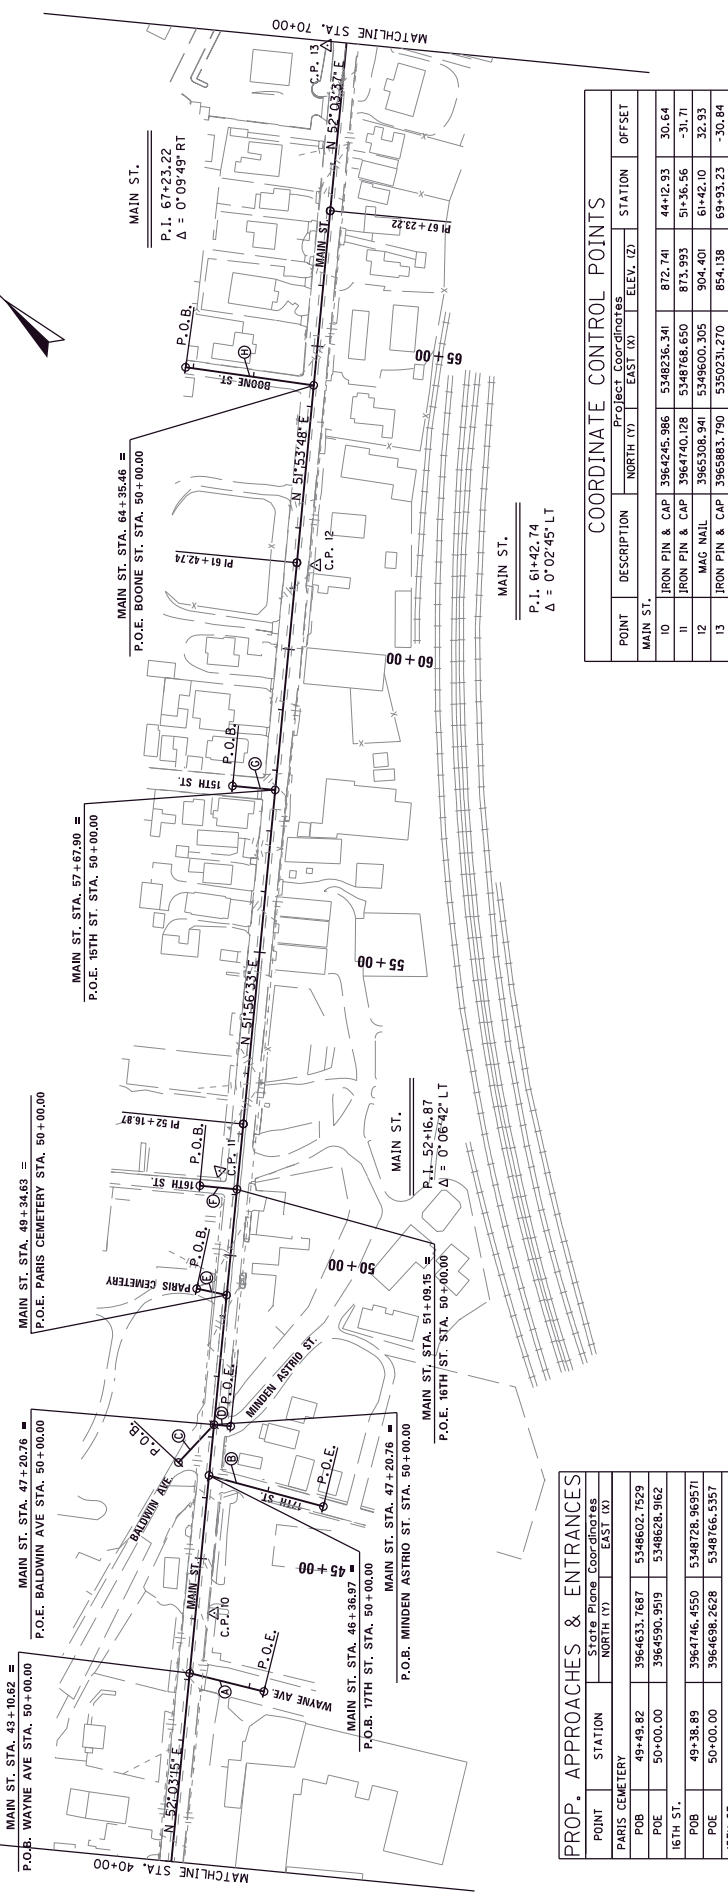 MATCHLINE STA. 40+00
N 52°03'15" E
MAIN ST. STA. 43+10.62 =
P.O.B. WAYNE AVE STA. 50+00.00
A
P.O.E.
WAYNE AVE.
C.P. 10
MAIN ST.
45+00
BALDWIN AVE.
MAIN ST. STA. 46+36.97 =
P.O.B. 17TH ST. STA. 50+00.00
B
17TH ST.
P.O.E.
MAIN ST. STA. 47+20.76 =
P.O.E. BALDWIN AVE STA. 50+00.00
P.O.B.
C
MAIN ST. STA. 47+20.76 =
P.O.B. MINDEN ASTRIO ST. STA. 50+00.00
D
P.O.E.
MINDEN ASTRIO ST.
MAIN ST. STA. 49+34.63 =
P.O.E. PARIS CEMETERY STA. 50+00.00
PARIS CEMETERY
E
P.O.B.
50+00
MAIN ST. STA. 51+09.15 =
P.O.E. 16TH ST. STA. 50+00.00
F
16TH ST.
P.O.B.
C.P. 11
PI 52+16.87
MAIN ST.
P.I. 52+16.87
Δ = 0°06'42" LT
N 51°56'33" E
55+00
MAIN ST. STA. 57+67.90 =
P.O.E. 15TH ST. STA. 50+00.00
15TH ST.
G
P.O.B.
60+00
PI 61+42.74
C.P. 12
MAIN ST.
P.I. 61+42.74
Δ = 0°02'45" LT
N 51°53'48" E
MAIN ST. STA. 64+35.46 =
P.O.E. BOONE ST. STA. 50+00.00
BOONE ST.
H
P.O.B.
65+00
MAIN ST.
PI 67+23.22
MAIN ST.
P.I. 67+23.22
Δ = 0°09'49" RT
N 52°03'37" E
C.P. 13
MATCHLINE STA. 70+00
PROP. APPROACHES & ENTRANCES
POINT STATION State Plane Coordinates
NORTH (Y) EAST (X)
PARIS CEMETERY
POB 49+49.82 3964633.7687 5348602.7529
POE 50+00.00 3964590.9519 5348628.9162
16TH ST.
POB 49+38.89 3964746.4550 5348728.969571
POE 50+00.00 3964698.2628 5348766.5357
COORDINATE CONTROL POINTS
POINT DESCRIPTION Project Coordinates STATION OFFSET
NORTH (Y) EAST (X) ELEV. (Z)
MAIN ST.
10 IRON PIN & CAP 3964245.986 5348236.341 872.741 44+12.93 30.64
11 IRON PIN & CAP 3964740.128 5348768.650 873.993 51+36.56 -31.71
12 MAG NAIL 3965308.941 5349600.305 904.401 61+42.10 32.93
13 IRON PIN & CAP 3965883.790 5350231.270 854.138 69+93.23 -30.84